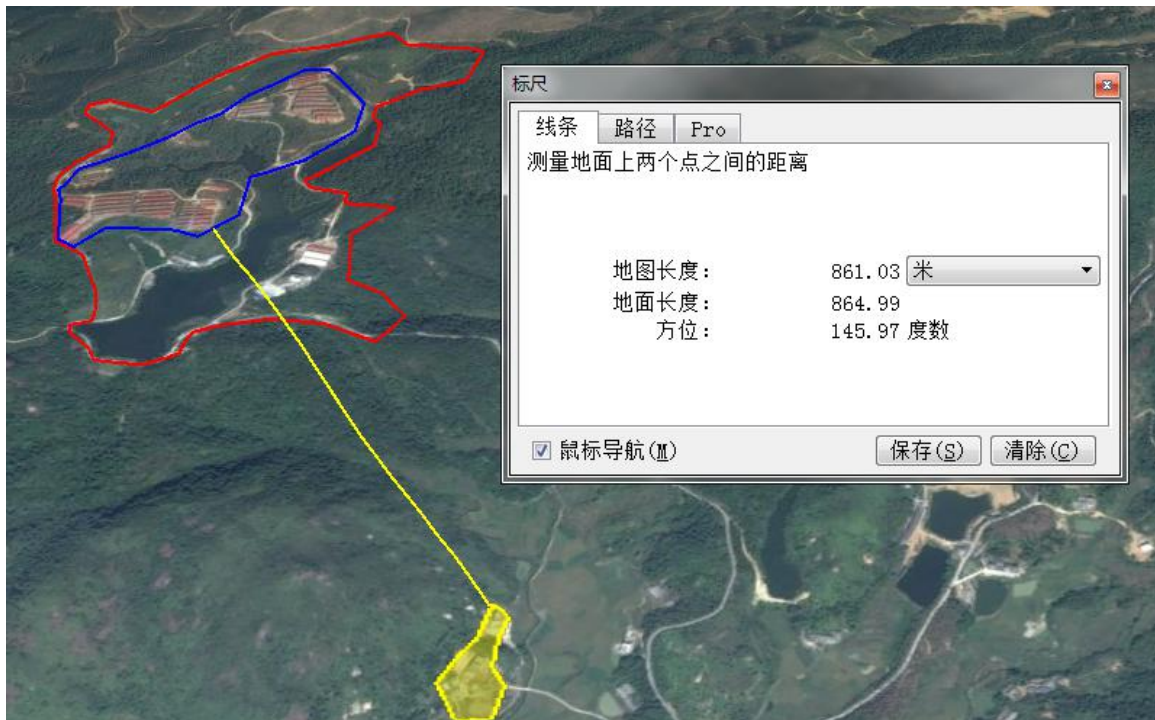 标尺
线条 路径 Pro
测量地面上两个点之间的距离
地图长度: 861.03 米
地面长度: 864.99
方位: 145.97 度数
鼠标导航(M) 保存(S) 清除(C)